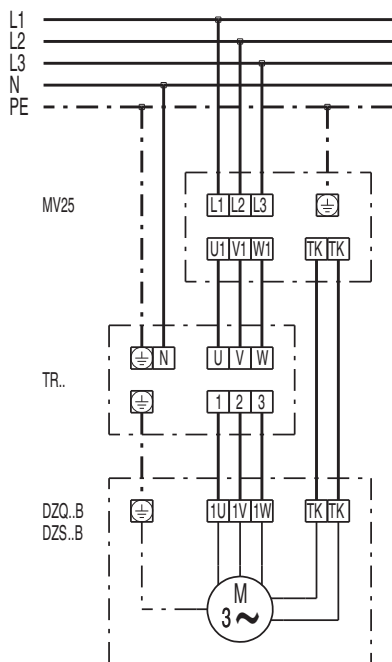 L1
L2
L3
N
PE
MV25
L1 L2 L3
U1 V1 W1 TK TK
TR..
N U V W
1 2 3
DZQ..B
DZS..B
1U 1V 1W TK TK
M
3 ~